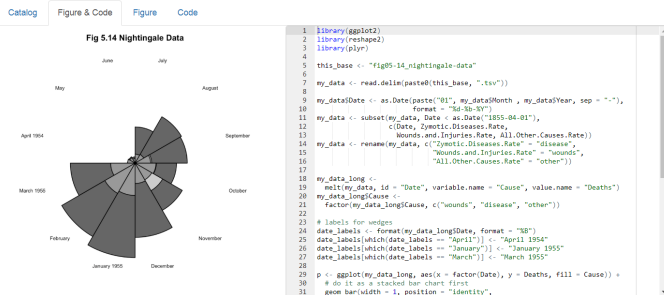 Catalog
Figure & Code
Figure
Code
Fig 5.14 Nightingale Data
June
July
May
August
April 1954
September
March 1955
October
February
November
January 1955
December
1 library(ggplot2)
2 library(reshape2)
3 library(plyr)
4
5 this_base <- "fig05-14_nightingale-data"
6
7 my_data <- read.delim(paste0(this_base, ".tsv"))
8
9 my_data$Date <- as.Date(paste("01", my_data$Month , my_data$Year, sep = "-"),
10 format = "%d-%b-%Y")
11 my_data <- subset(my_data, Date < as.Date("1855-04-01"),
12 c(Date, Zymotic.Diseases.Rate,
13 Wounds.and.Injuries.Rate, All.Other.Causes.Rate))
14 my_data <- rename(my_data, c("Zymotic.Diseases.Rate" = "disease",
15 "Wounds.and.Injuries.Rate" = "wounds",
16 "All.Other.Causes.Rate" = "other"))
17
18 my_data_long <-
19 melt(my_data, id = "Date", variable.name = "Cause", value.name = "Deaths")
20 my_data_long$Cause <-
21 factor(my_data_long$Cause, c("wounds", "disease", "other"))
22
23 # labels for wedges
24 date_labels <- format(my_data_long$Date, format = "%B")
25 date_labels[which(date_labels == "April")] <- "April 1954"
26 date_labels[which(date_labels == "January")] <- "January 1955"
27 date_labels[which(date_labels == "March")] <- "March 1955"
28
29 p <- ggplot(my_data_long, aes(x = factor(Date), y = Deaths, fill = Cause)) +
30 # do it as a stacked bar chart first
31 geom_bar(width = 1, position = "identity",